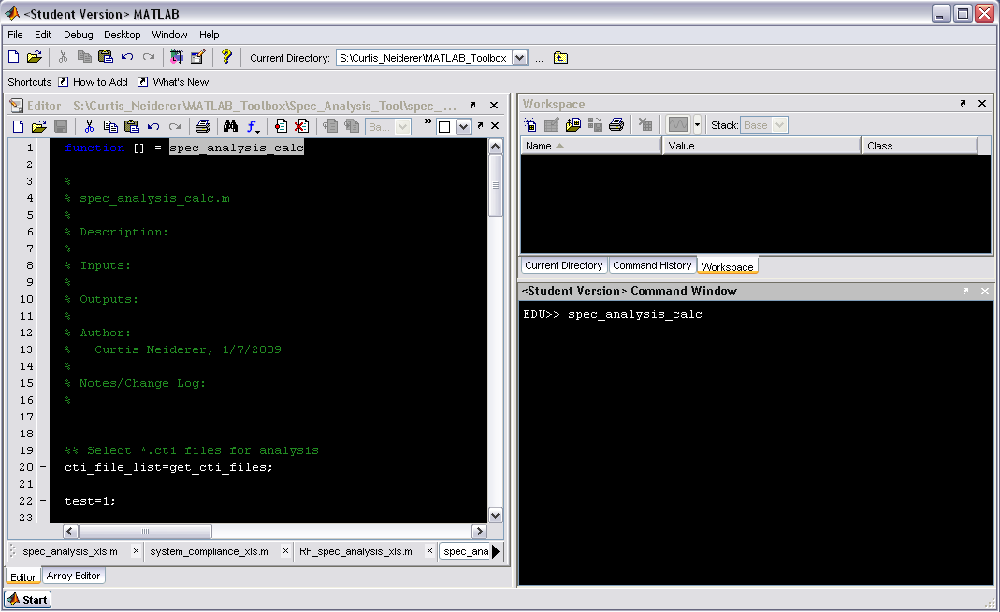 <Student Version> MATLAB
File Edit Debug Desktop Window Help
Current Directory: S:\Curtis_Neiderer\MATLAB_Toolbox ...
Shortcuts How to Add What's New
Editor - S:\Curtis_Neiderer\MATLAB_Toolbox\Spec_Analysis_Tool\spec_...
Ba... »
1 function [] = spec_analysis_calc
2
3 %
4 % spec_analysis_calc.m
5 %
6 % Description:
7 %
8 % Inputs:
9 %
10 % Outputs:
11 %
12 % Author:
13 % Curtis Neiderer, 1/7/2009
14 %
15 % Notes/Change Log:
16 %
17
18
19 %% Select *.cti files for analysis
20 - cti_file_list=get_cti_files;
21
22 - test=1;
23
spec_analysis_xls.m × system_compliance_xls.m × RF_spec_analysis_xls.m × spec_ana
Editor Array Editor
Workspace
Stack: Base
Name Value Class
Current Directory Command History Workspace
<Student Version> Command Window
EDU>> spec_analysis_calc
Start